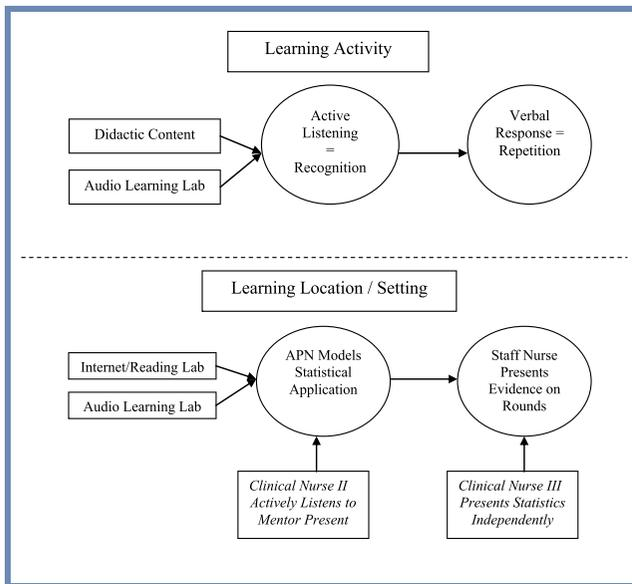 Learning Activity
Didactic Content
Audio Learning Lab
Active
Listening
=
Recognition
Verbal
Response =
Repetition
Learning Location / Setting
Internet/Reading Lab
Audio Learning Lab
APN Models
Statistical
Application
Staff Nurse
Presents
Evidence on
Rounds
Clinical Nurse II
Actively Listens to
Mentor Present
Clinical Nurse III
Presents Statistics
Independently